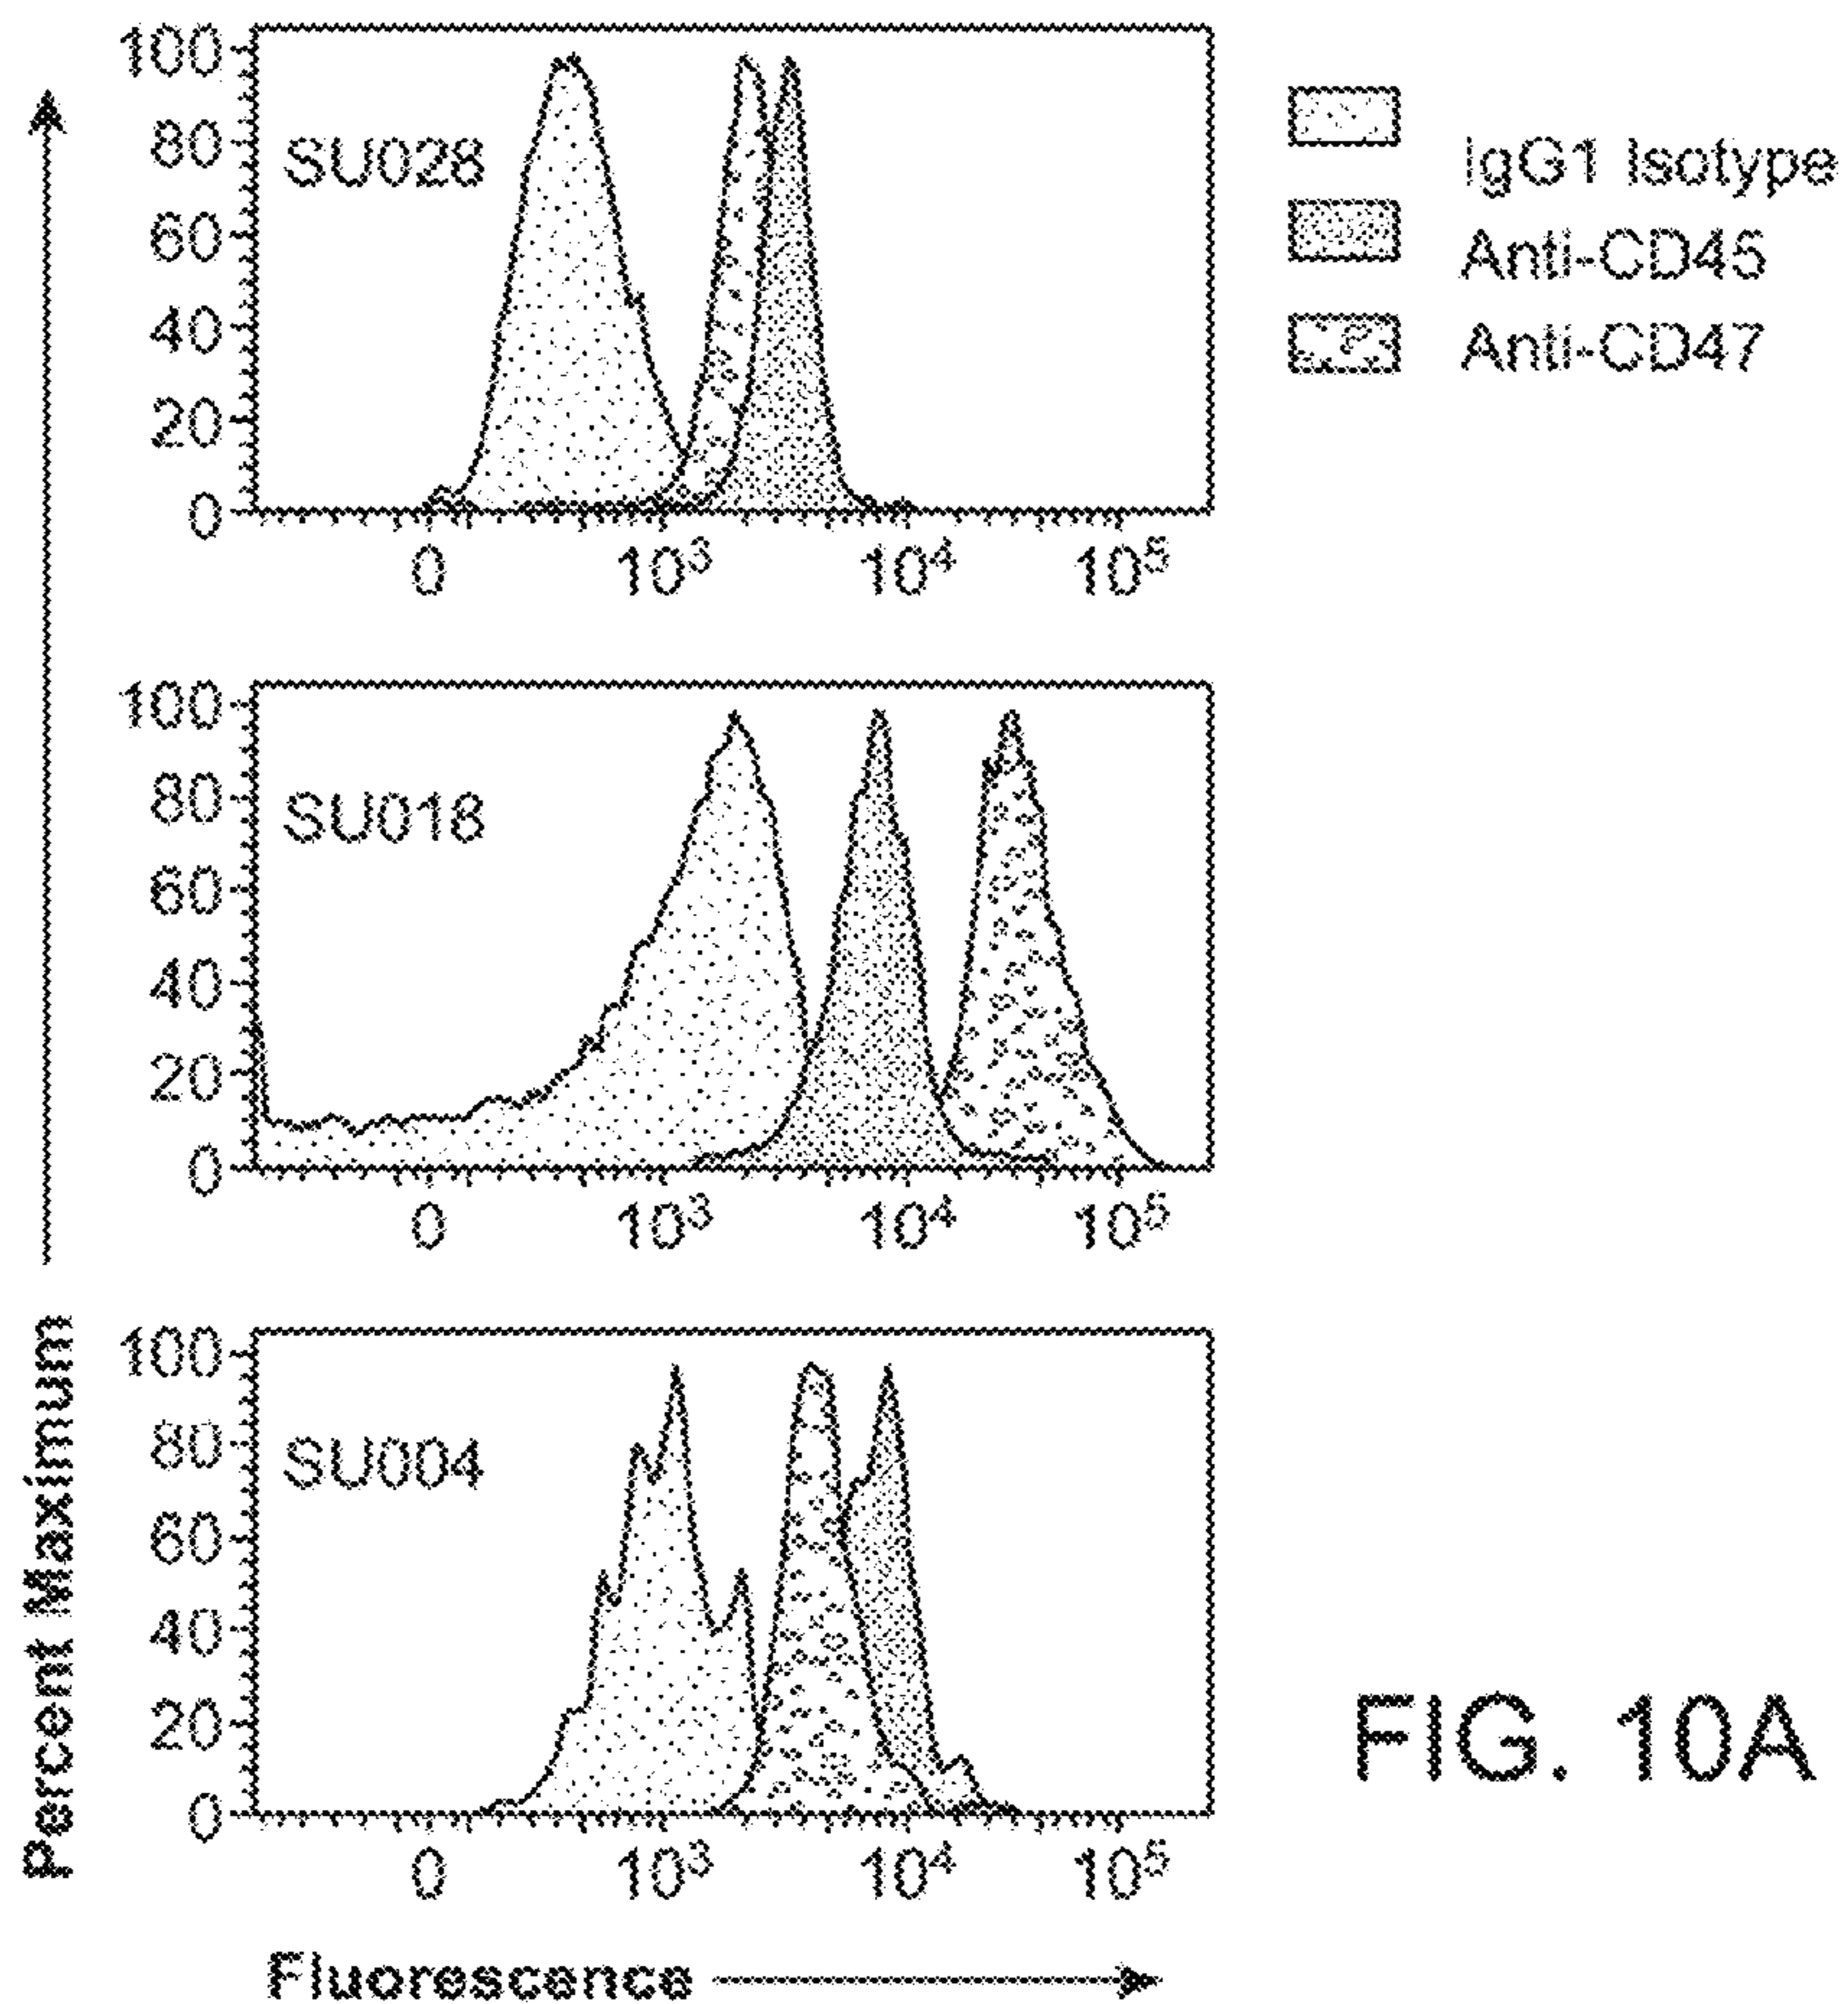 100
80
60
40
20
0
SU028
0 10³ 10⁴ 10⁵
IgG1 Isotype
Anti-CD45
Anti-CD47
100
80
60
40
20
0
SU018
0 10³ 10⁴ 10⁵
100
80
60
40
20
0
SU004
0 10³ 10⁴ 10⁵
Percent Maximum
Fluorescence
FIG. 10A